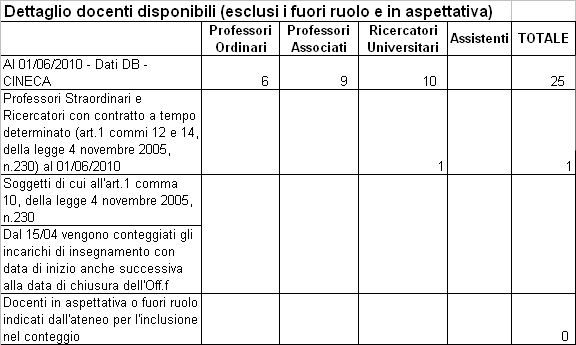 Dettaglio docenti disponibili (esclusi i fuori ruolo e in aspettativa)
Professori Ordinari Professori Associati Ricercatori Universitari Assistenti TOTALE
Al 01/06/2010 - Dati DB -
CINECA 6 9 10 25
Professori Straordinari e
Ricercatori con contratto a tempo
determinato (art.1 commi 12 e 14,
della legge 4 novembre 2005,
n.230) al 01/06/2010 1 1
Soggetti di cui all'art.1 comma
10, della legge 4 novembre 2005,
n.230
Dal 15/04 vengono conteggiati gli
incarichi di insegnamento con
data di inizio anche successiva
alla data di chiusura dell'Off.f
Docenti in aspettativa o fuori ruolo
indicati dall'ateneo per l'inclusione
nel conteggio 0